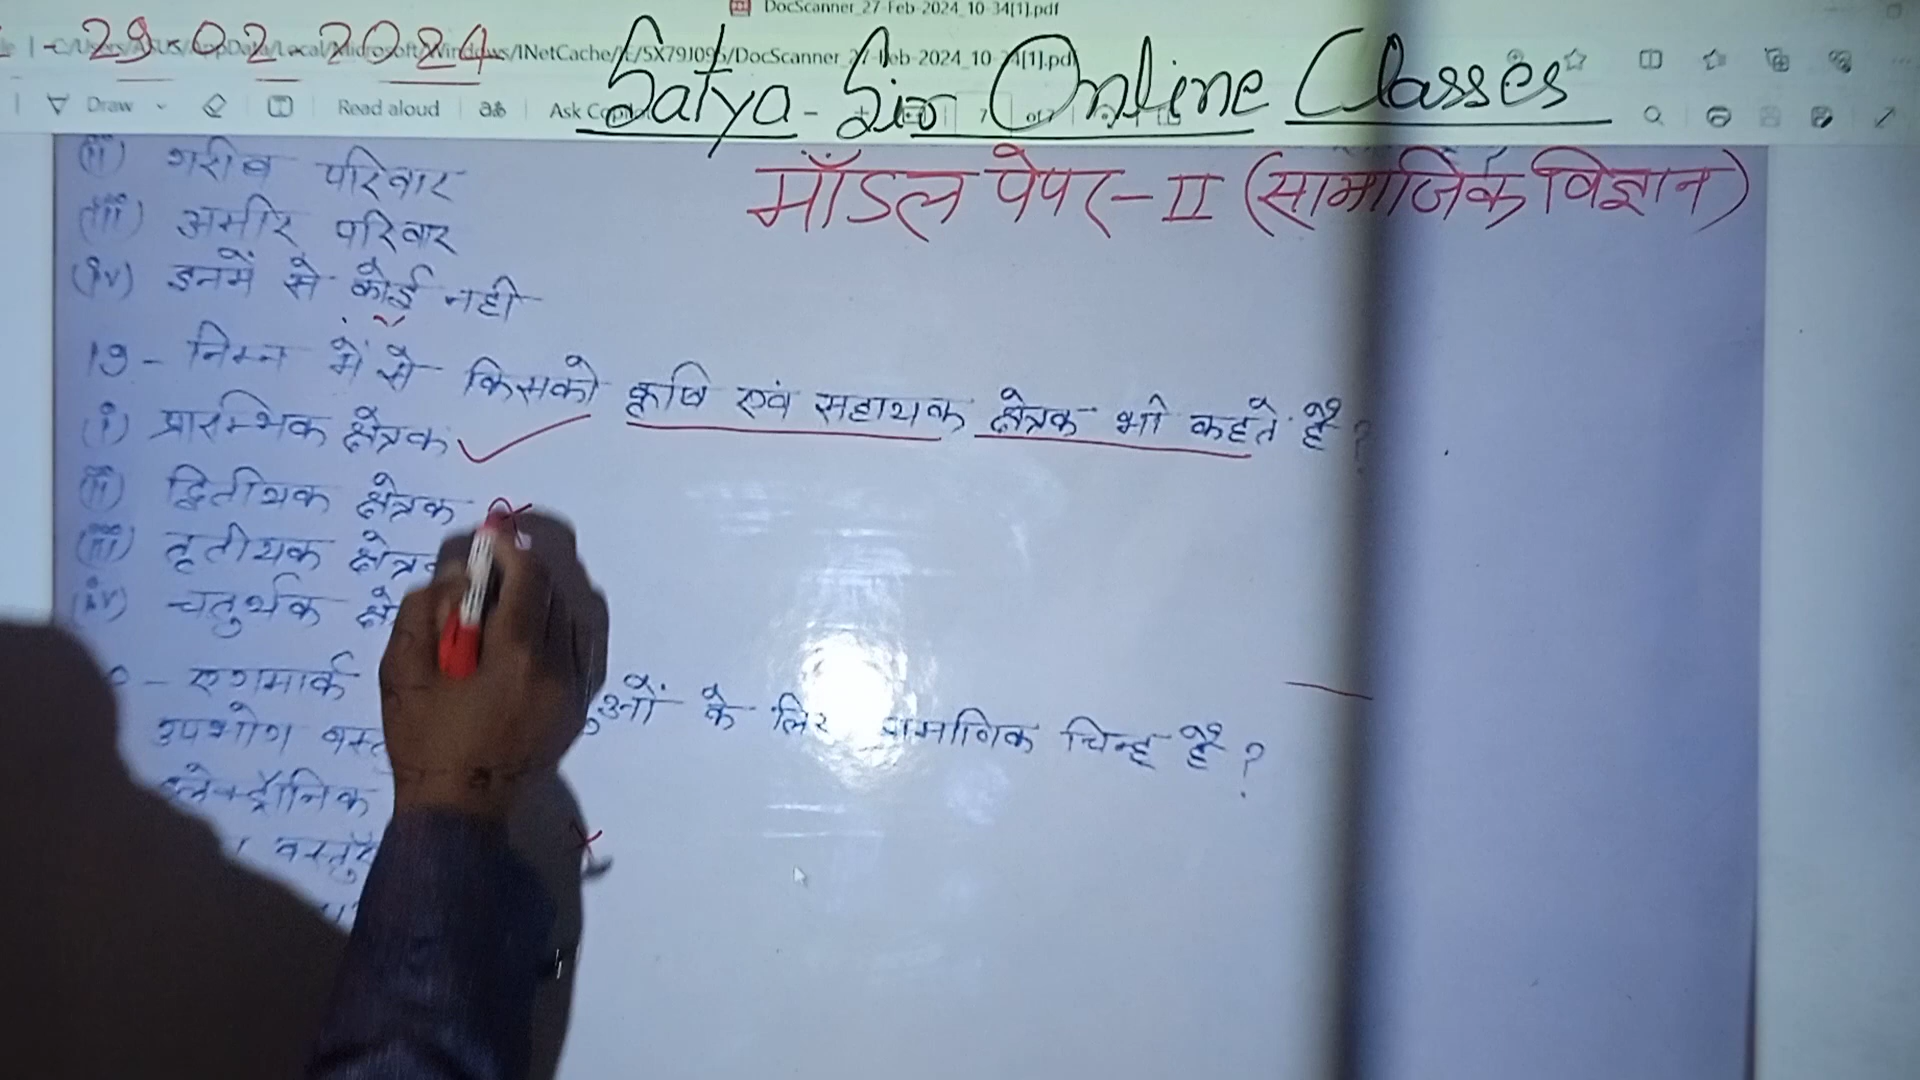 DocScanner_27-Feb-2024_10-34[1].pdf
29-02-2024
Satya Sir Online Classes
Draw
Read aloud
मॉडल पेपर-II (सामाजिक विज्ञान)
(ii) गरीब परिवार
(iii) अमीर परिवार
(iv) इनमें से कोई नही
19- निम्न में से किसको कृषि एवं सहायक क्षेत्रक भी कहते है ?
(i) प्रारम्भिक क्षेत्रक
(ii) द्वितीयक क्षेत्रक
(iii) तृतीयक
(iv) चतुर्थक
- एगमार्क के लिए प्रमाणिक चिन्ह है ?
उपभोग